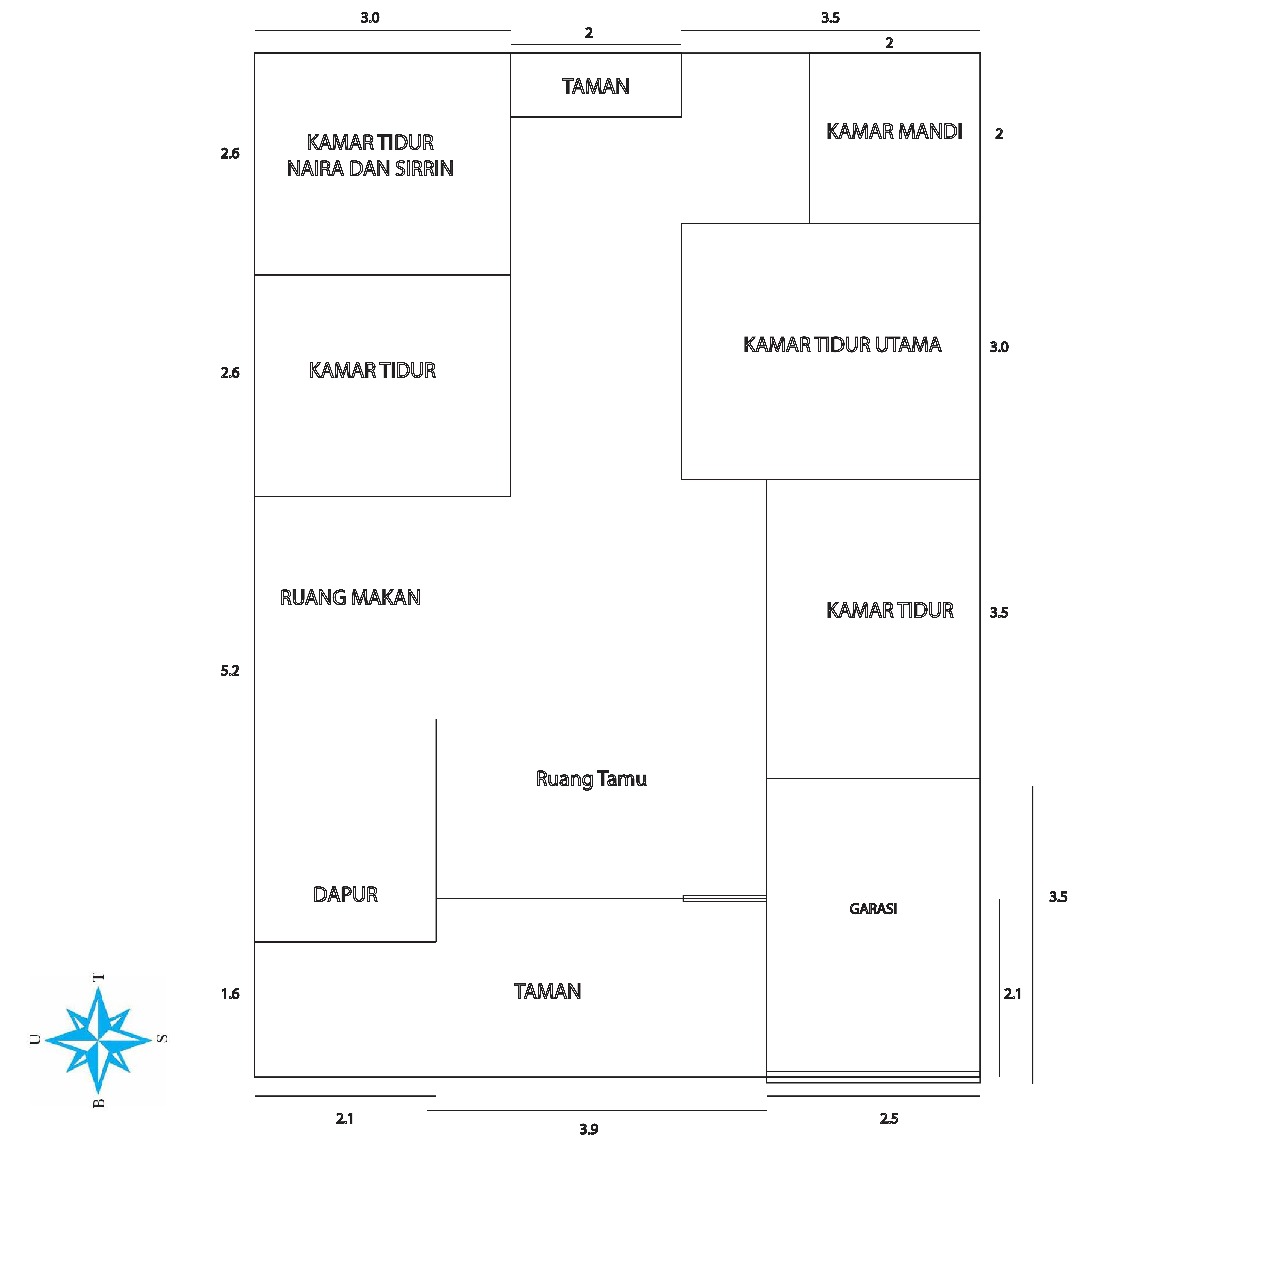 3.0
2
3.5
2
TAMAN
KAMAR TIDUR
NAIRA DAN SIRRIN
KAMAR MANDI
2
2.6
KAMAR TIDUR UTAMA
3.0
KAMAR TIDUR
2.6
RUANG MAKAN
KAMAR TIDUR
3.5
5.2
Ruang Tamu
DAPUR
GARASI
3.5
TAMAN
1.6
2.1
T
U
S
B
2.1
3.9
2.5